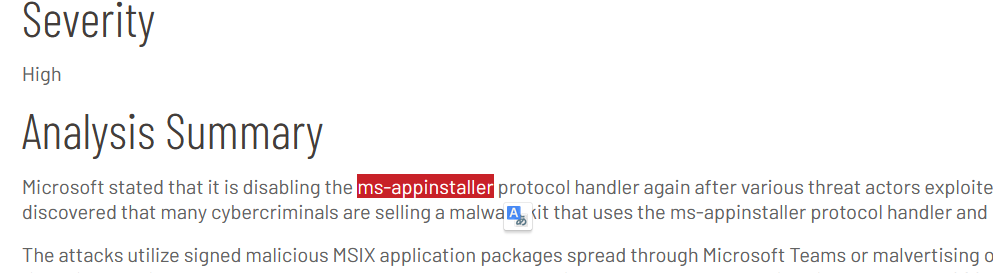 Severity
High
Analysis Summary
Microsoft stated that it is disabling the ms-appinstaller protocol handler again after various threat actors exploite
discovered that many cybercriminals are selling a malwa kit that uses the ms-appinstaller protocol handler and
The attacks utilize signed malicious MSIX application packages spread through Microsoft Teams or malvertising o